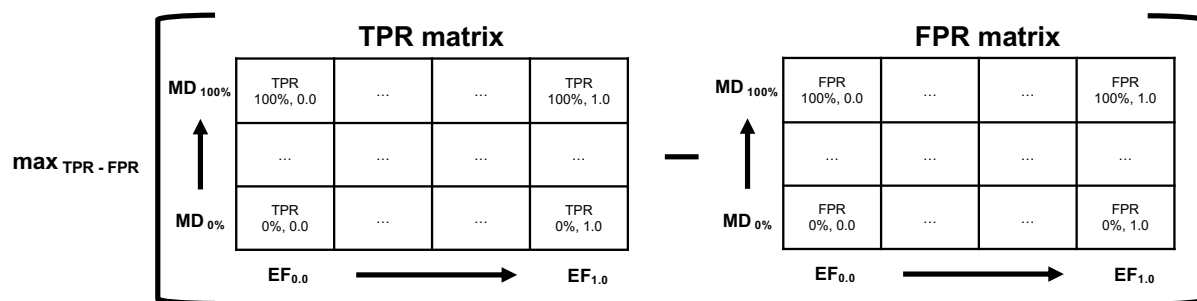 TPR matrix
FPR matrix
MD 100%
TPR
100%, 0.0
...
...
TPR
100%, 1.0
MD 100%
FPR
100%, 0.0
...
...
FPR
100%, 1.0
max TPR - FPR
...
...
...
...
MD 0%
TPR
0%, 0.0
...
...
TPR
0%, 1.0
MD 0%
FPR
0%, 0.0
...
...
FPR
0%, 1.0
EF0.0
EF1.0
EF0.0
EF1.0